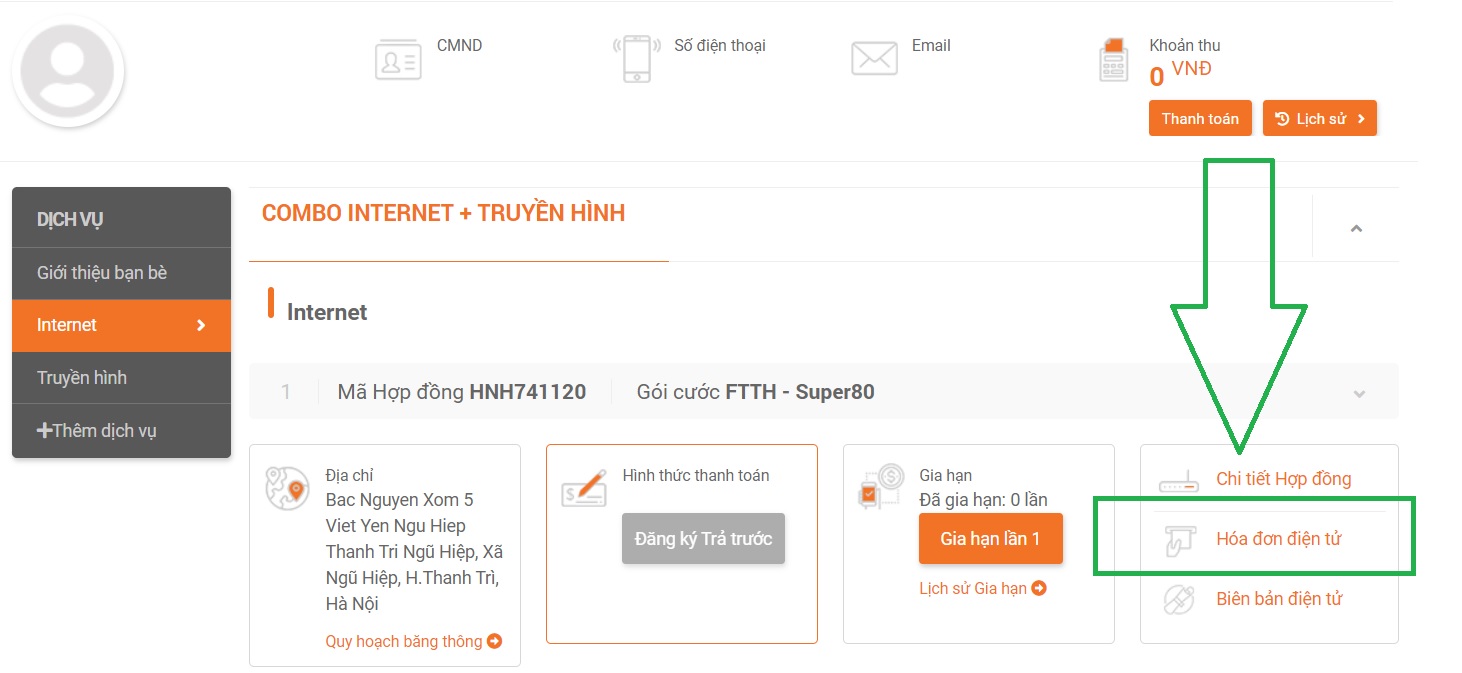 CMND
Số điện thoại
Email
Khoản thu
0 VNĐ
Thanh toán
Lịch sử
DỊCH VỤ
Giới thiệu bạn bè
Internet
Truyền hình
+Thêm dịch vụ
COMBO INTERNET + TRUYỀN HÌNH
Internet
1 Mã Hợp đồng HNH741120 Gói cước FTTH - Super80
Địa chỉ
Bac Nguyen Xom 5
Viet Yen Ngu Hiep
Thanh Tri Ngũ Hiệp, Xã
Ngũ Hiệp, H.Thanh Trì,
Hà Nội
Quy hoạch băng thông
Hình thức thanh toán
Đăng ký Trả trước
Gia hạn
Đã gia hạn: 0 lần
Gia hạn lần 1
Lịch sử Gia hạn
Chi tiết Hợp đồng
Hóa đơn điện tử
Biên bản điện tử